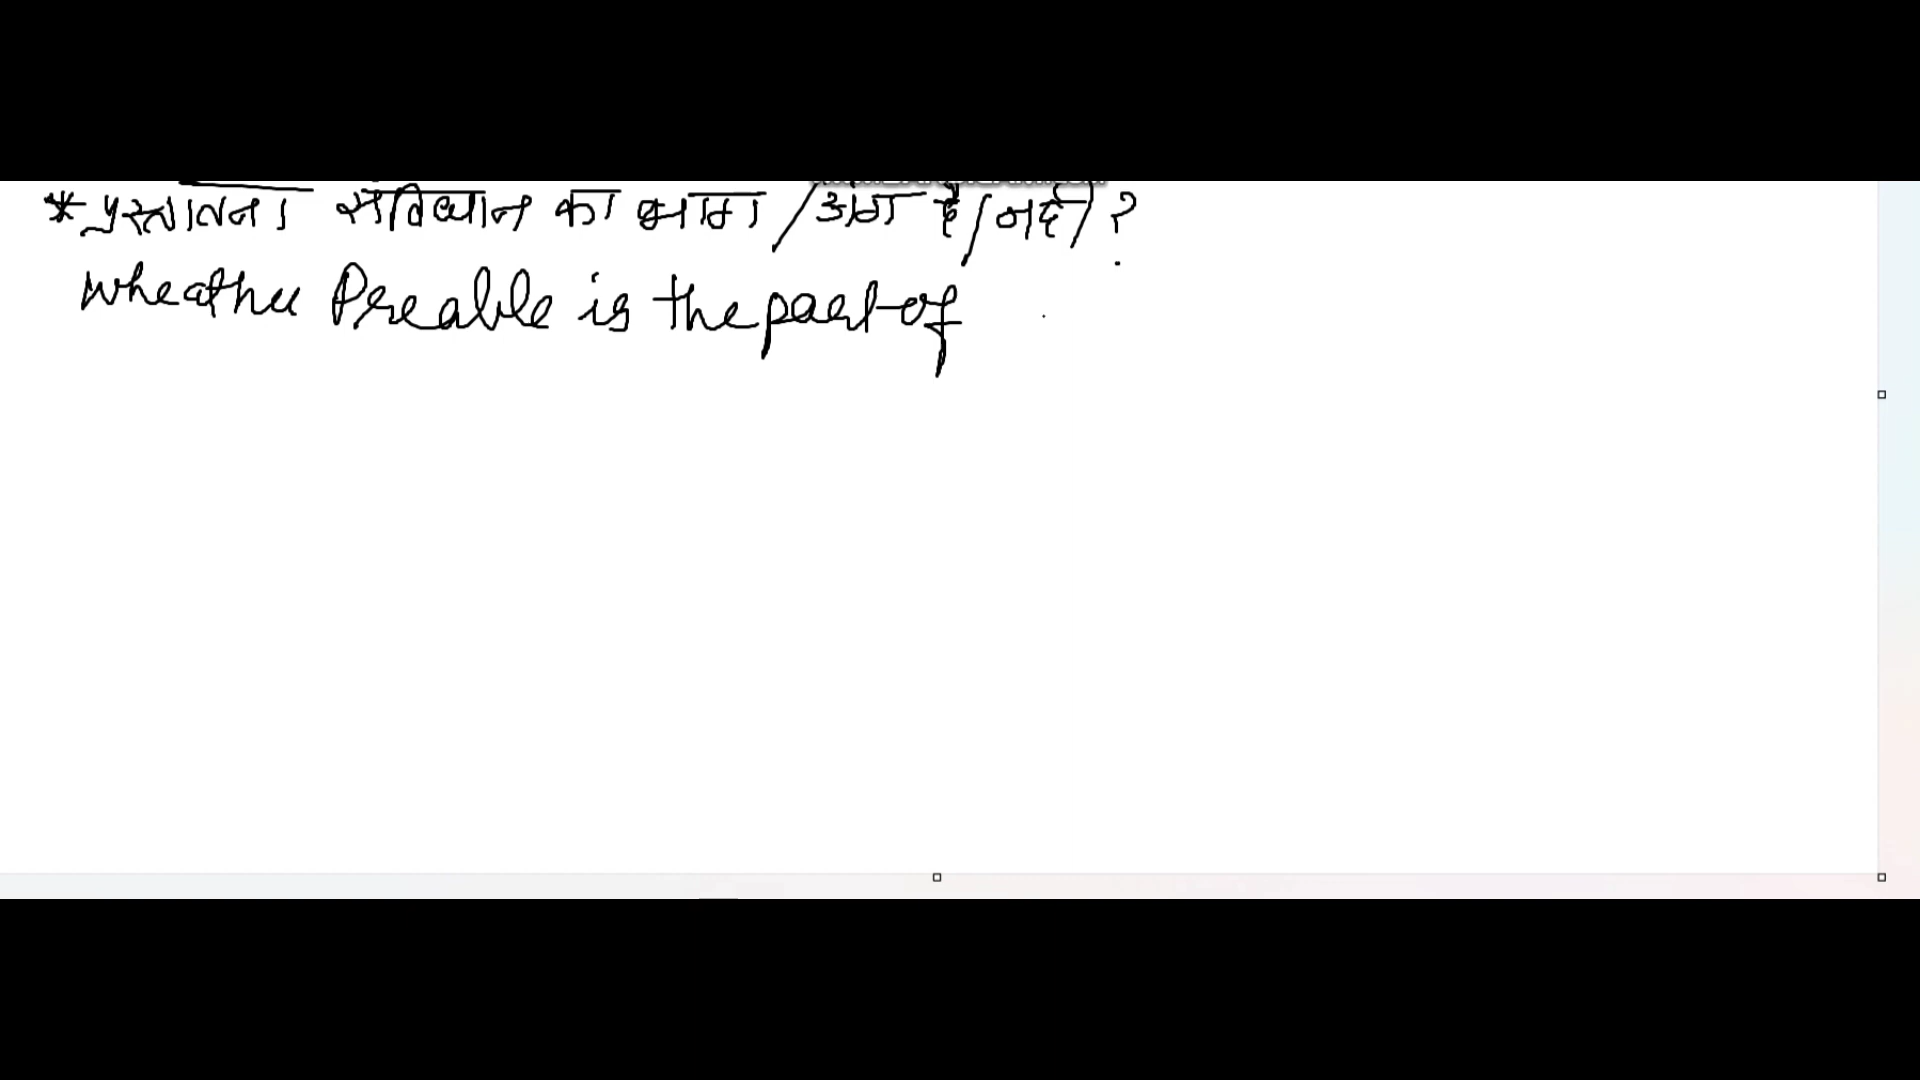 * प्रस्तावना संविधान का भाग / अंग है / नहीं ?
wheather Preable is the part of